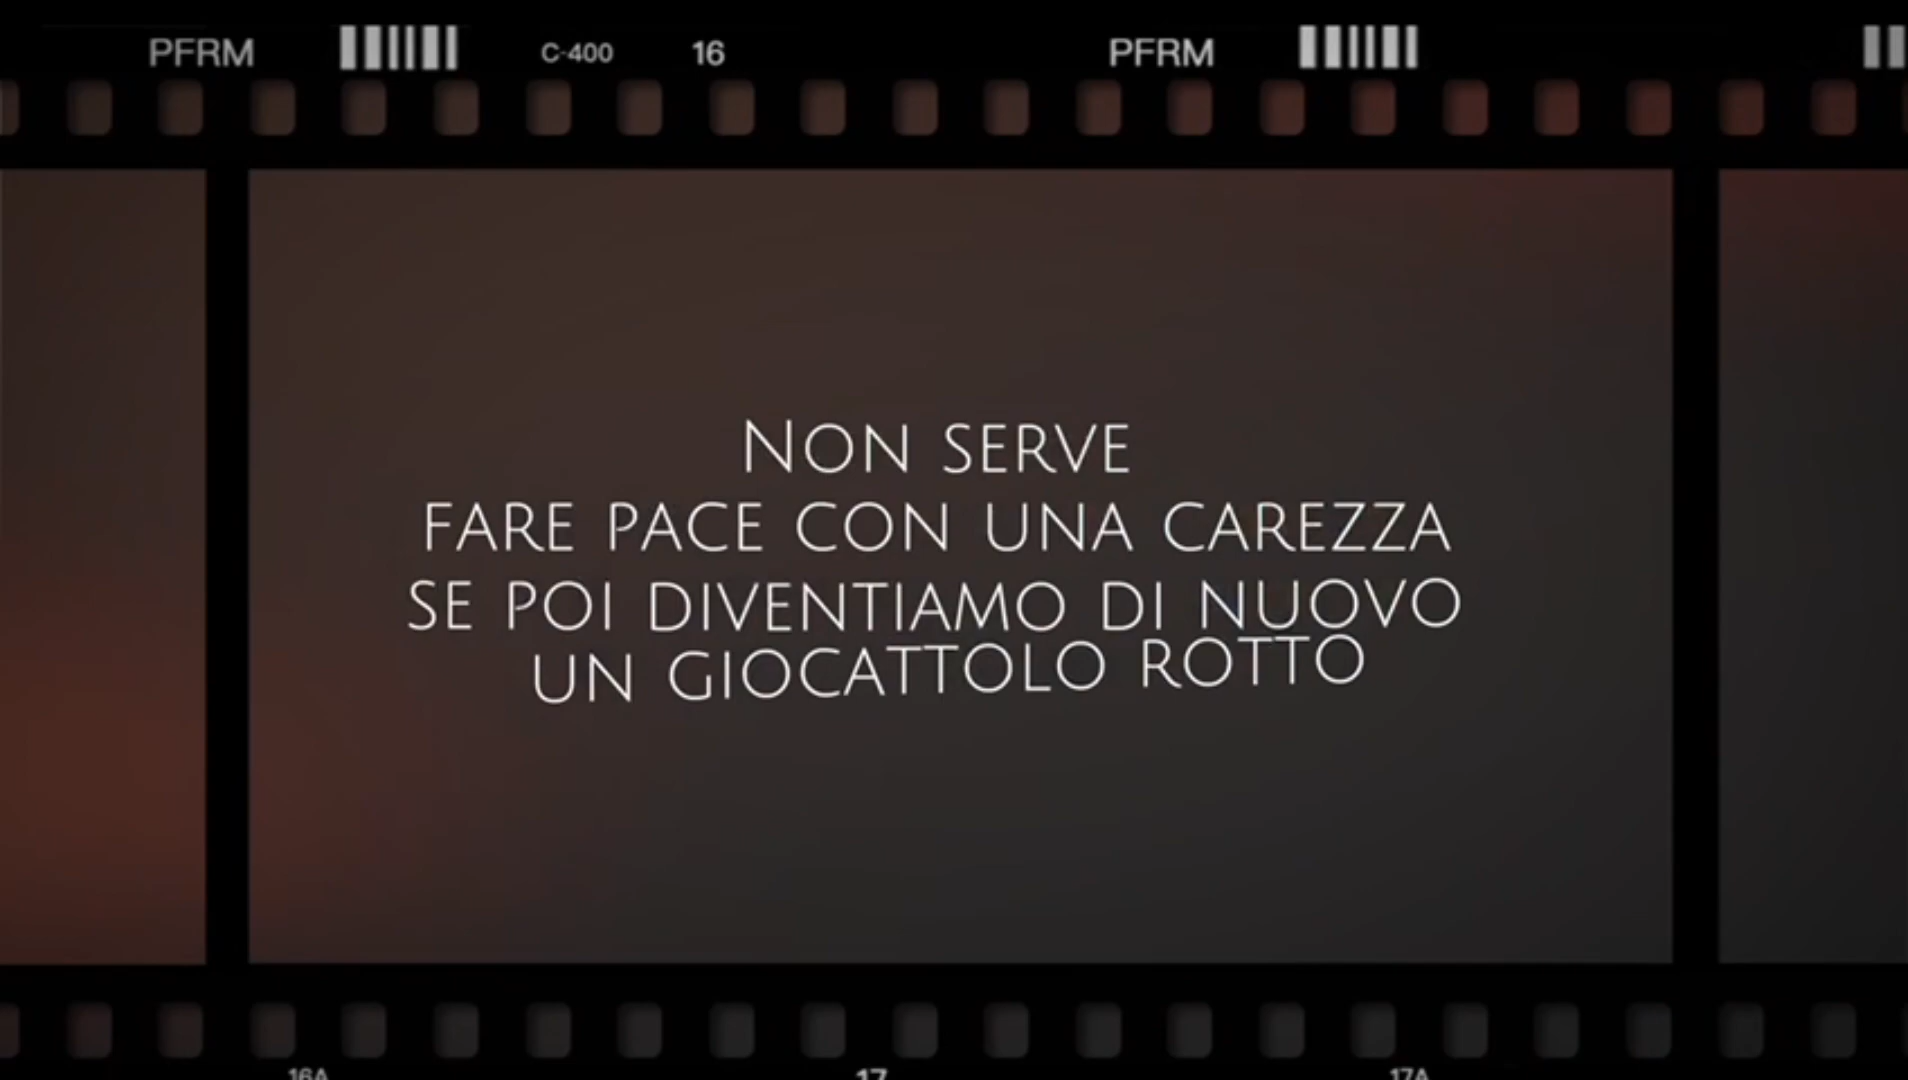 PFRM C-400 16 PFRM
NON SERVE
FARE PACE CON UNA CAREZZA
SE POI DIVENTIAMO DI NUOVO
UN GIOCATTOLO ROTTO
16A 17 17A